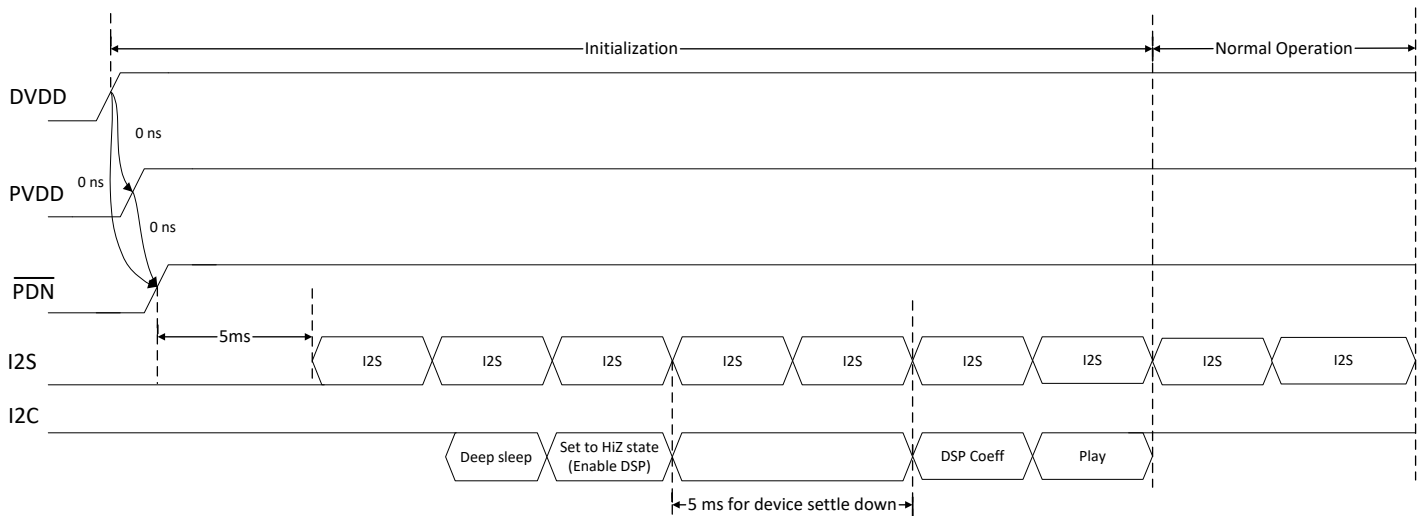 Initialization
Normal Operation
DVDD
0 ns
0 ns
PVDD
0 ns
PDN
5ms
I2S
I2S
I2S
I2S
I2S
I2S
I2S
I2S
I2S
I2S
I2C
Deep sleep
Set to HiZ state
(Enable DSP)
DSP Coeff
Play
5 ms for device settle down